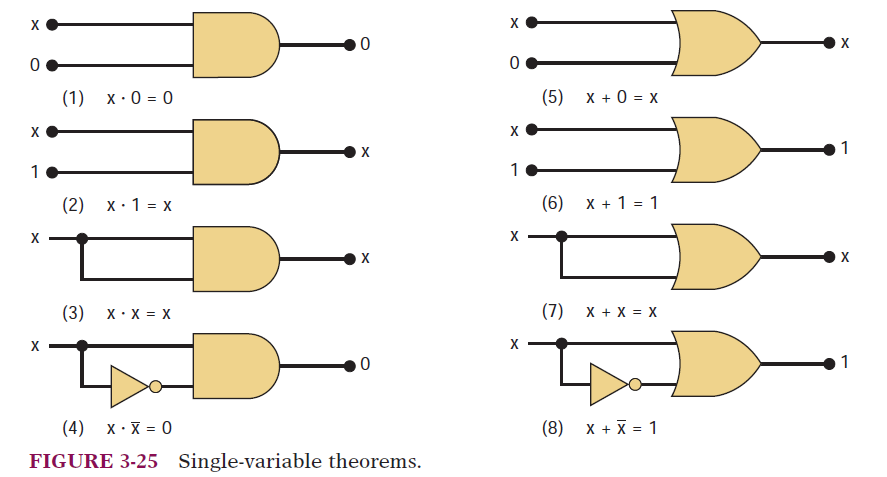 x
0
0
(1) x · 0 = 0
x
1
x
(2) x · 1 = x
x
x
(3) x · x = x
x
0
(4) x · x̅ = 0
x
0
x
(5) x + 0 = x
x
1
1
(6) x + 1 = 1
x
x
(7) x + x = x
x
1
(8) x + x̅ = 1
FIGURE 3-25 Single-variable theorems.